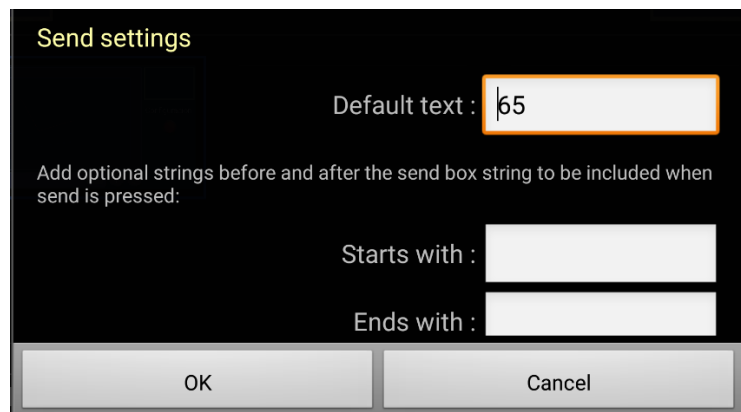 Send settings
Default text : 65
Add optional strings before and after the send box string to be included when
send is pressed:
Starts with :
Ends with :
OK
Cancel